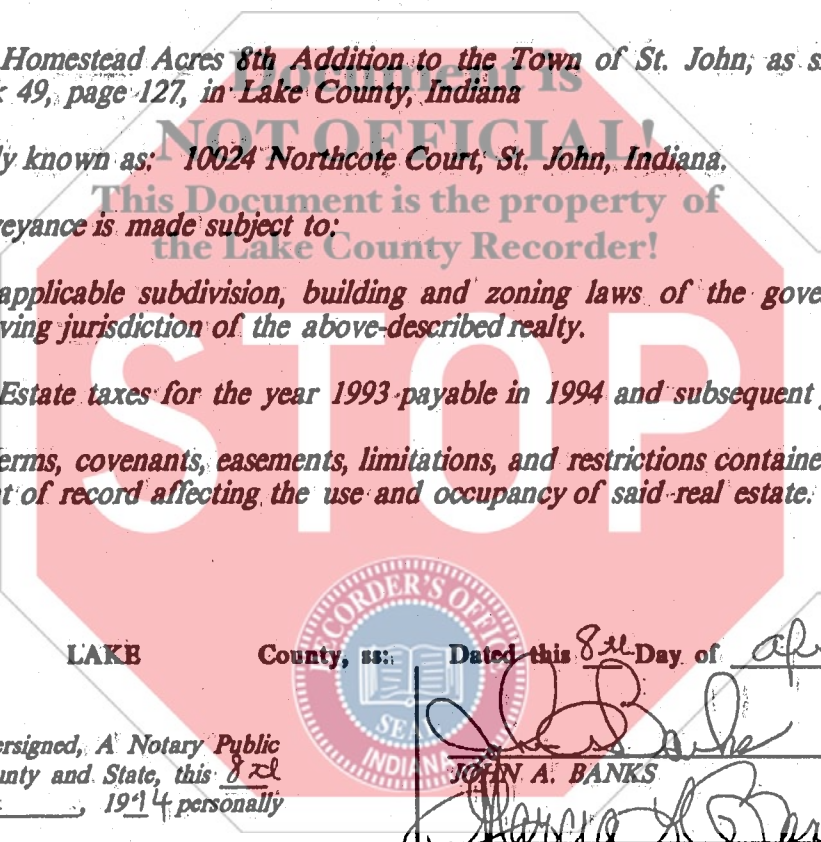 Homestead Acres 8th Addition to the Town of St. John, as s
Document is
49, page 127, in Lake County, Indiana
NOT OFFICIAL!
y known as: 10024 Northcote Court, St. John, Indiana.
This Document is the property of
veyance is made subject to:
the Lake County Recorder!
applicable subdivision, building and zoning laws of the gove
ving jurisdiction of the above-described realty.
STOP
Estate taxes for the year 1993 payable in 1994 and subsequent
erms, covenants, easements, limitations, and restrictions containe
t of record affecting the use and occupancy of said real estate.
RECORDER'S OFFICE
SEAL
INDIANA
LAKE County, ss: Dated this 8th Day of
ersigned, A Notary Public
unty and State, this 8th
, 1994 personally
JOHN A. BANKS